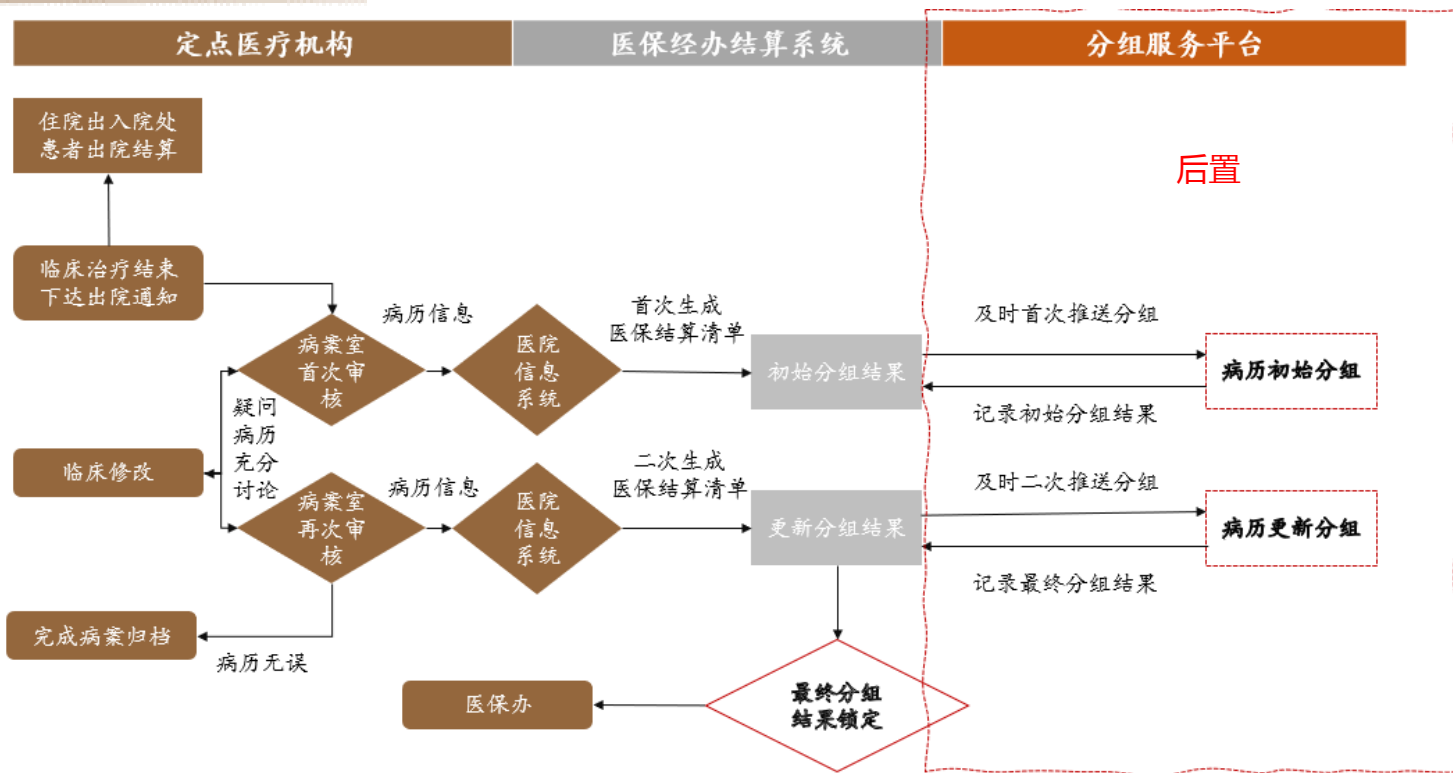 定点医疗机构
医保经办结算系统
分组服务平台
后置
住院出入院处
患者出院结算
临床治疗结束
下达出院通知
病案室
首次审
核
病历信息
医院
信息
系统
首次生成
医保结算清单
初始分组结果
及时首次推送分组
记录初始分组结果
病历初始分组
疑问
病历
充分
讨论
临床修改
病案室
再次审
核
病历信息
医院
信息
系统
二次生成
医保结算清单
更新分组结果
及时二次推送分组
记录最终分组结果
病历更新分组
完成病案归档
病历无误
医保办
最终分组
结果锁定